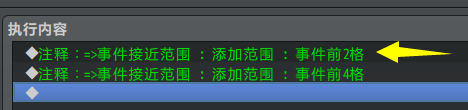 执行内容
◆注释：=>事件接近范围 : 添加范围 : 事件前2格
◆注释：=>事件接近范围 : 添加范围 : 事件前4格
◆